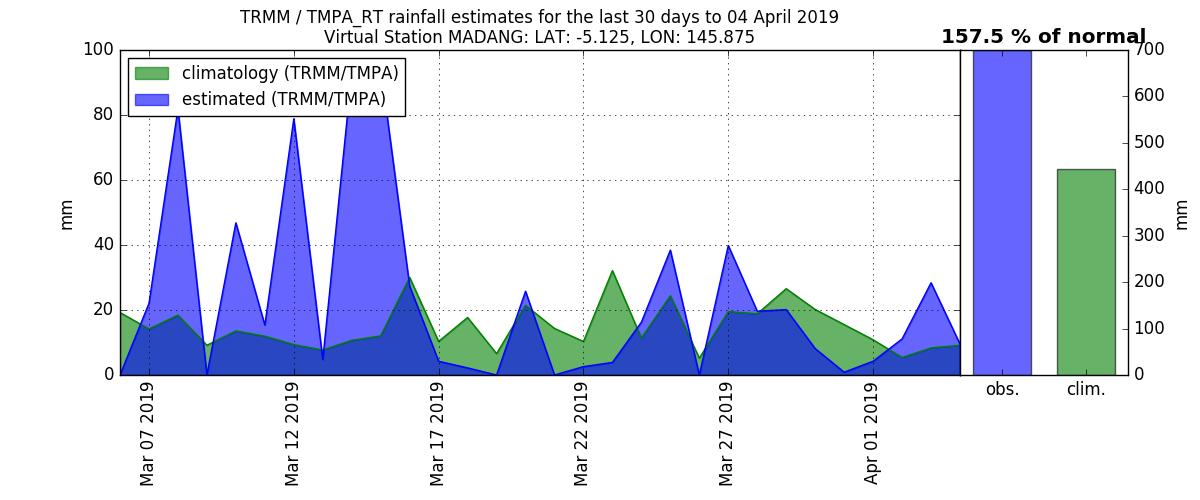 TRMM / TMPA_RT rainfall estimates for the last 30 days to 04 April 2019
Virtual Station MADANG: LAT: -5.125, LON: 145.875
157.5 % of normal
climatology (TRMM/TMPA)
estimated (TRMM/TMPA)
100
80
60
40
20
0
mm
Mar 07 2019
Mar 12 2019
Mar 17 2019
Mar 22 2019
Mar 27 2019
Apr 01 2019
obs.
clim.
700
600
500
400
300
200
100
0
mm